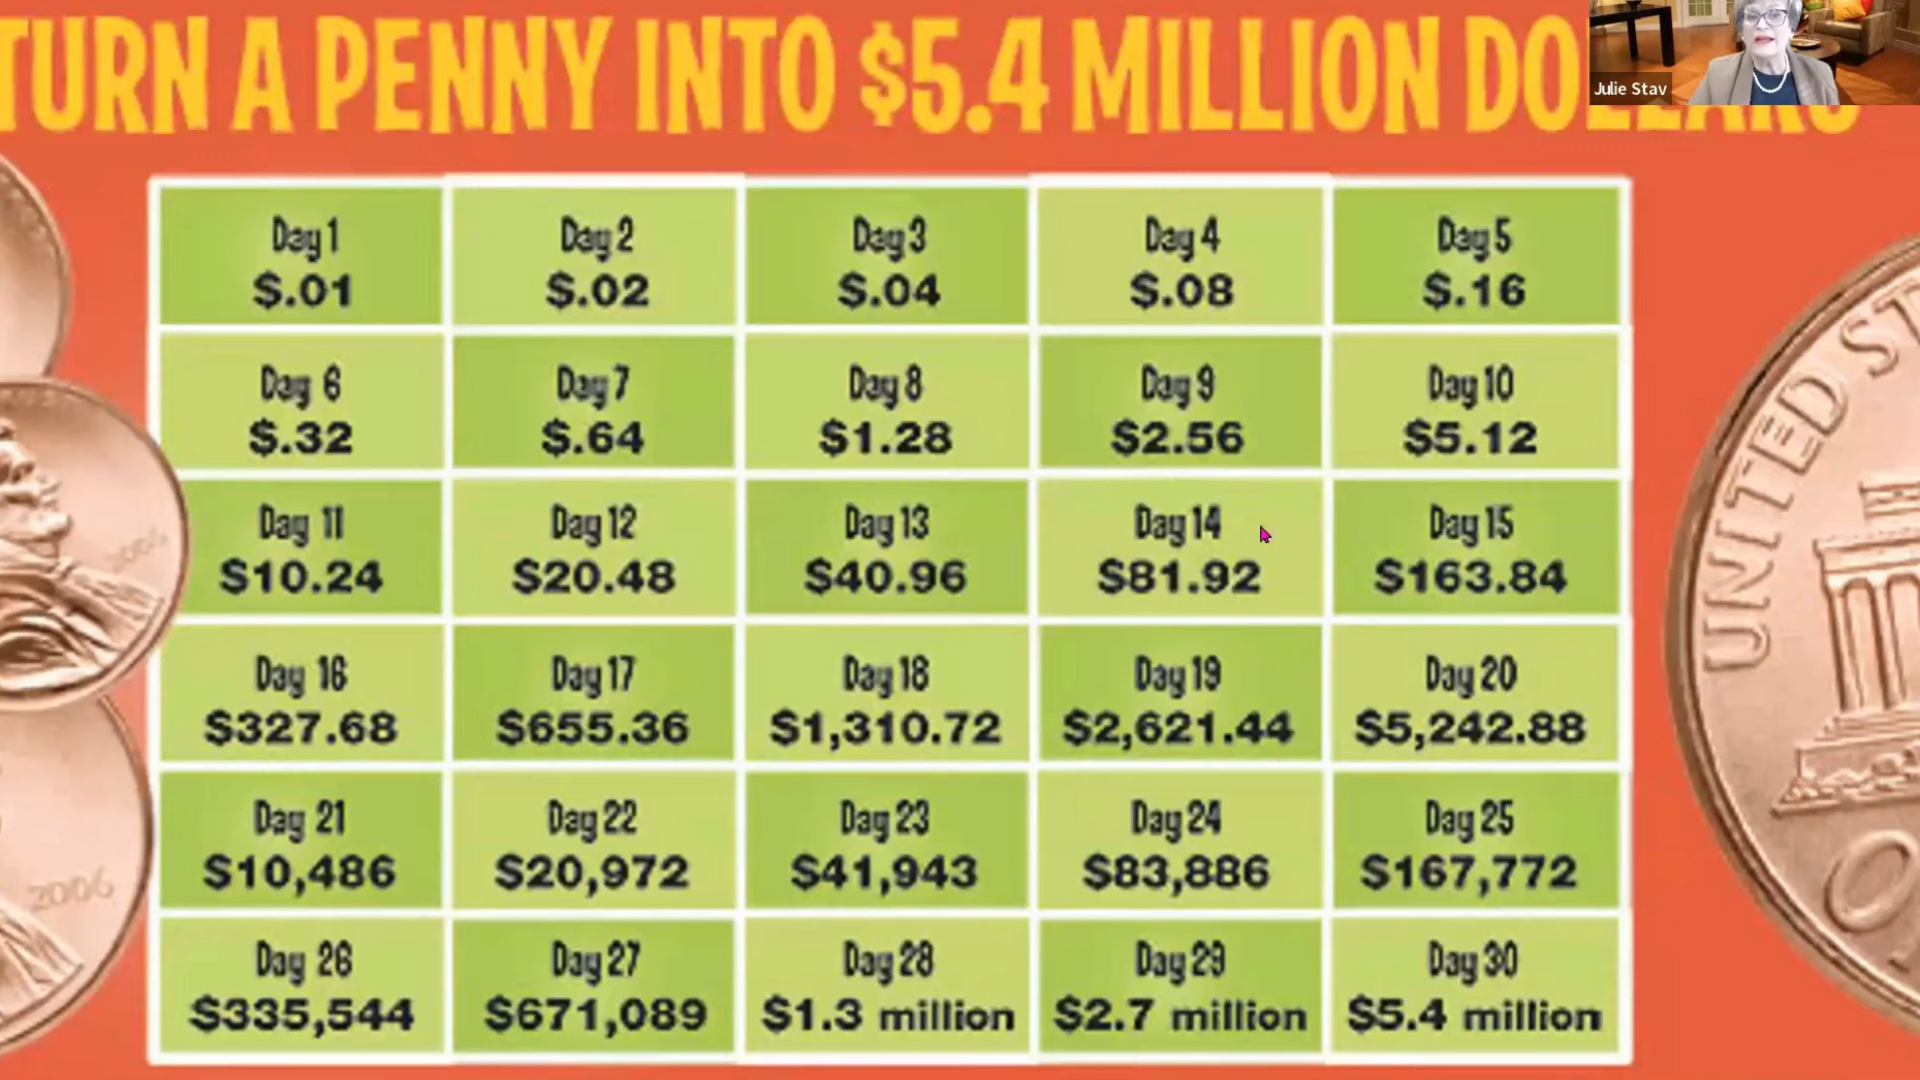 TURN A PENNY INTO $5.4 MILLION DOLLARS
Julie Stav
Day 1
$.01
Day 2
$.02
Day 3
$.04
Day 4
$.08
Day 5
$.16
Day 6
$.32
Day 7
$.64
Day 8
$1.28
Day 9
$2.56
Day 10
$5.12
Day 11
$10.24
Day 12
$20.48
Day 13
$40.96
Day 14
$81.92
Day 15
$163.84
Day 16
$327.68
Day 17
$655.36
Day 18
$1,310.72
Day 19
$2,621.44
Day 20
$5,242.88
Day 21
$10,486
Day 22
$20,972
Day 23
$41,943
Day 24
$83,886
Day 25
$167,772
Day 26
$335,544
Day 27
$671,089
Day 28
$1.3 million
Day 29
$2.7 million
Day 30
$5.4 million
2006
2006
UNITED ST